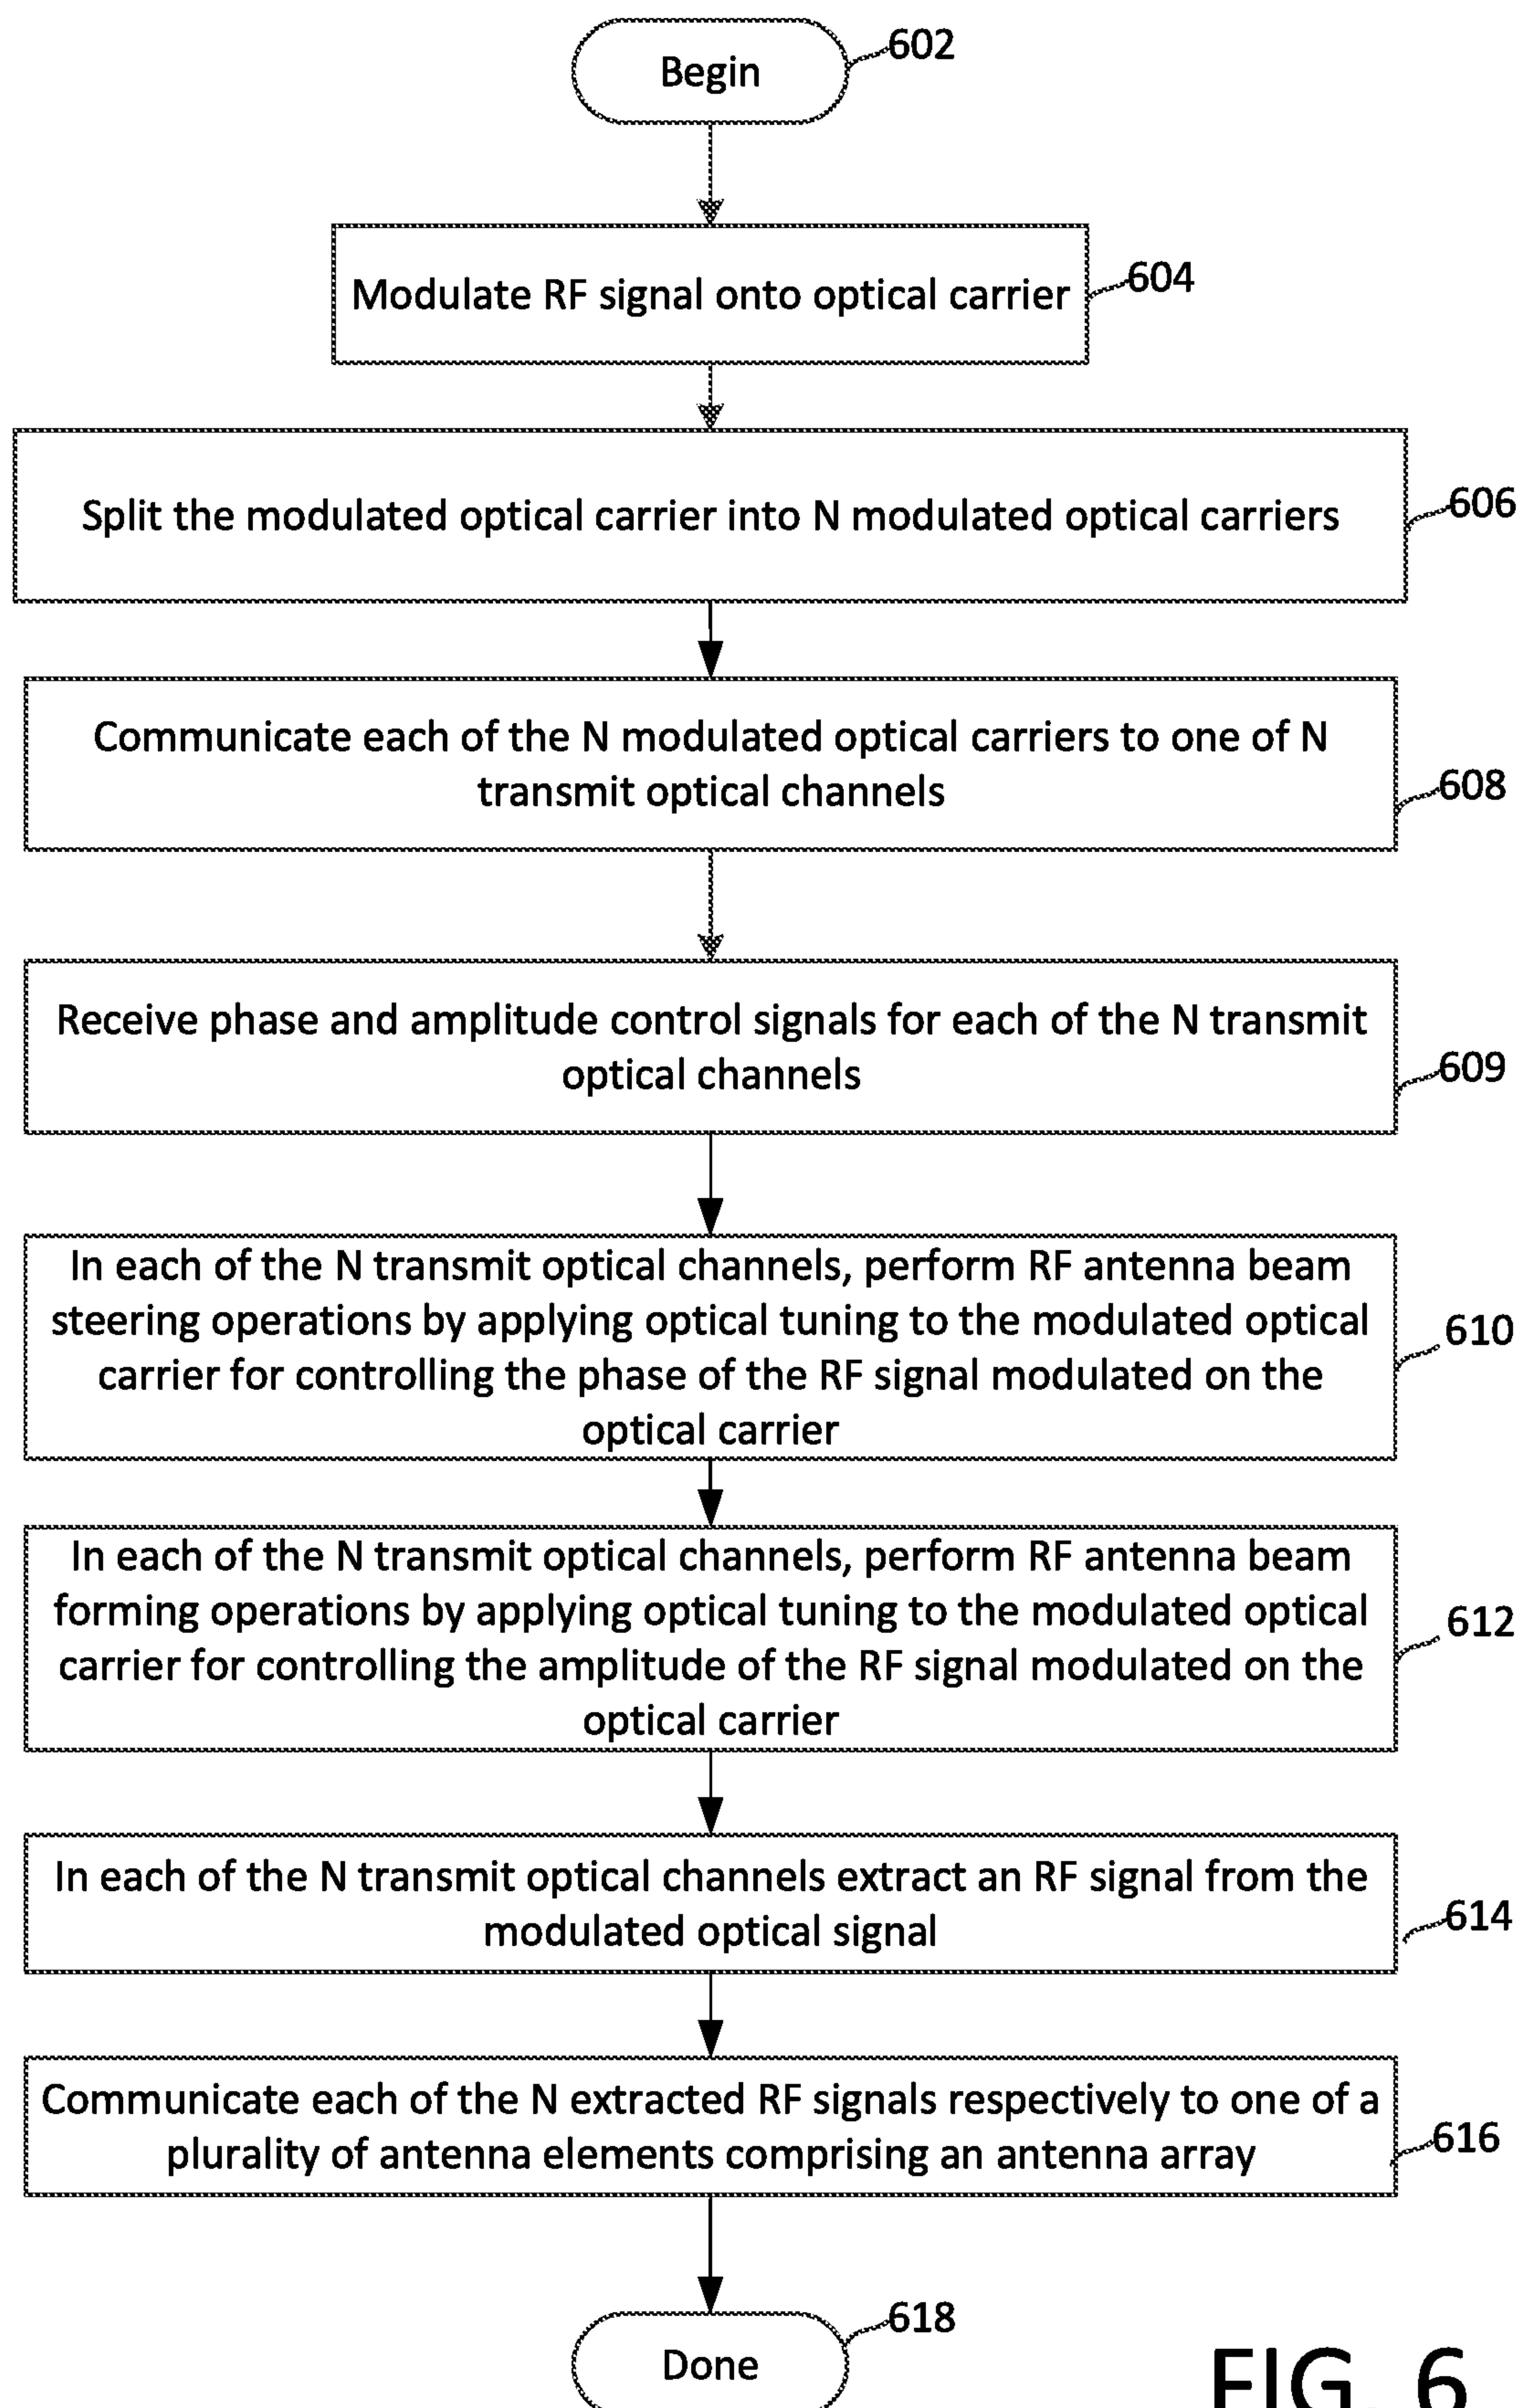 Begin
602
Modulate RF signal onto optical carrier
604
Split the modulated optical carrier into N modulated optical carriers
606
Communicate each of the N modulated optical carriers to one of N
transmit optical channels
608
Receive phase and amplitude control signals for each of the N transmit
optical channels
609
In each of the N transmit optical channels, perform RF antenna beam
steering operations by applying optical tuning to the modulated optical
carrier for controlling the phase of the RF signal modulated on the
optical carrier
610
In each of the N transmit optical channels, perform RF antenna beam
forming operations by applying optical tuning to the modulated optical
carrier for controlling the amplitude of the RF signal modulated on the
optical carrier
612
In each of the N transmit optical channels extract an RF signal from the
modulated optical signal
614
Communicate each of the N extracted RF signals respectively to one of a
plurality of antenna elements comprising an antenna array
616
Done
618
FIG. 6